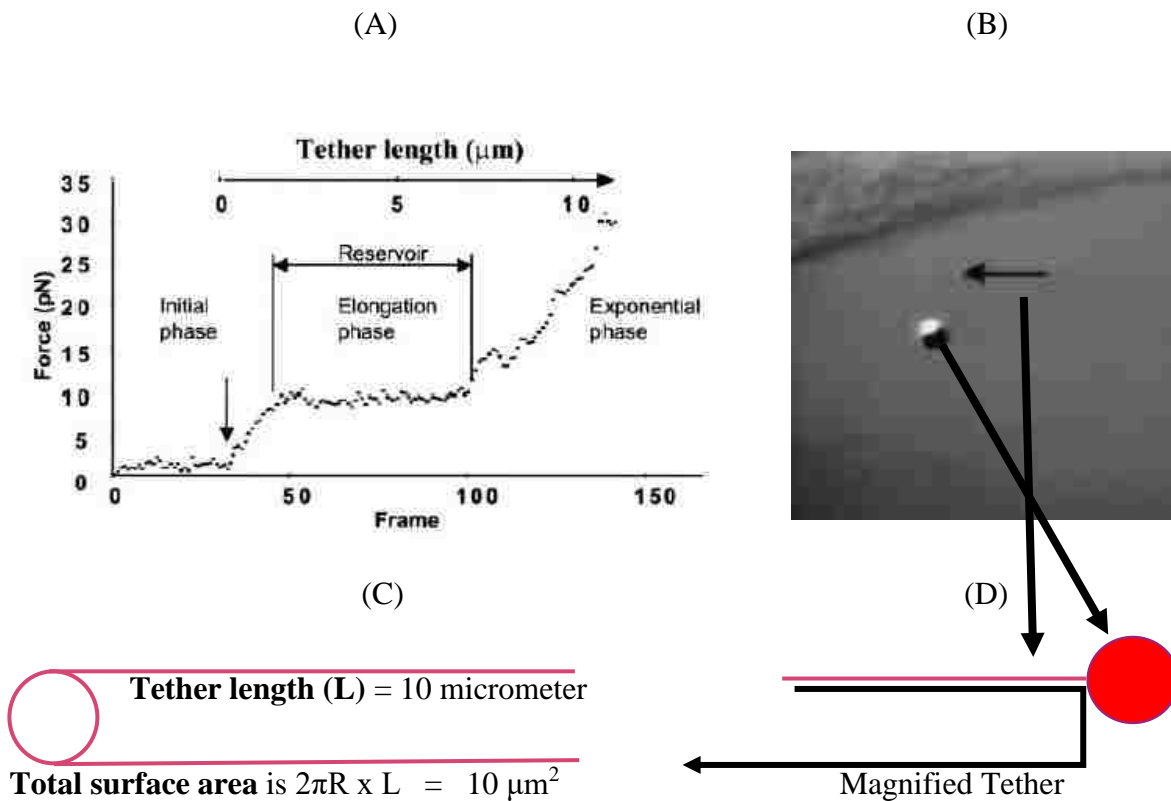 (A)
(B)
Tether length (μm)
35
30
25
20
15
10
5
0
0 5 10
Reservoir
Initial phase
Elongation phase
Exponential phase
Force (pN)
0 50 100 150
Frame
(C)
(D)
Tether length (L) = 10 micrometer
Total surface area is 2πR x L = 10 μm²
Magnified Tether